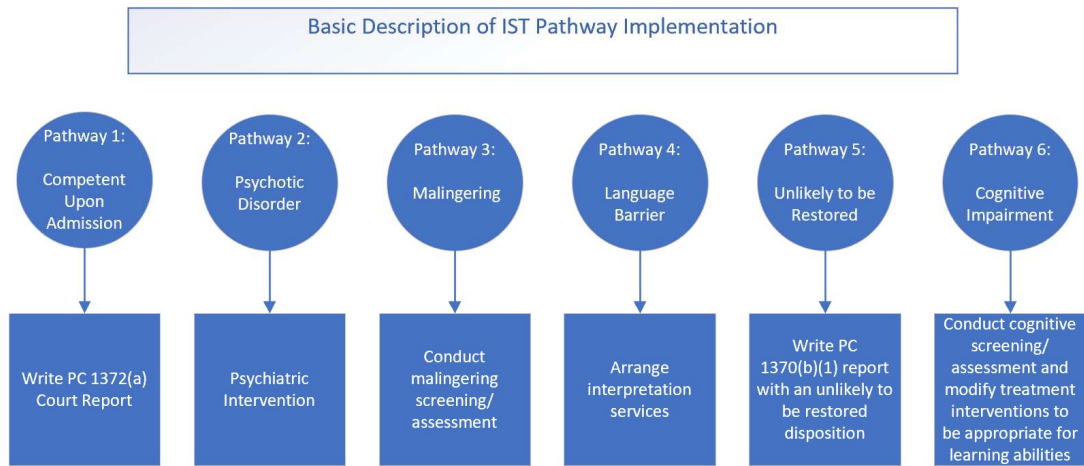 Basic Description of IST Pathway Implementation
Pathway 1:
Competent
Upon
Admission
Pathway 2:
Psychotic
Disorder
Pathway 3:
Malingering
Pathway 4:
Language
Barrier
Pathway 5:
Unlikely to be
Restored
Pathway 6:
Cognitive
Impairment
Write PC 1372(a)
Court Report
Psychiatric
Intervention
Conduct
malingering
screening/
assessment
Arrange
interpretation
services
Write PC
1370(b)(1) report
with an unlikely to
be restored
disposition
Conduct cognitive
screening/
assessment and
modify treatment
interventions to
be appropriate for
learning abilities